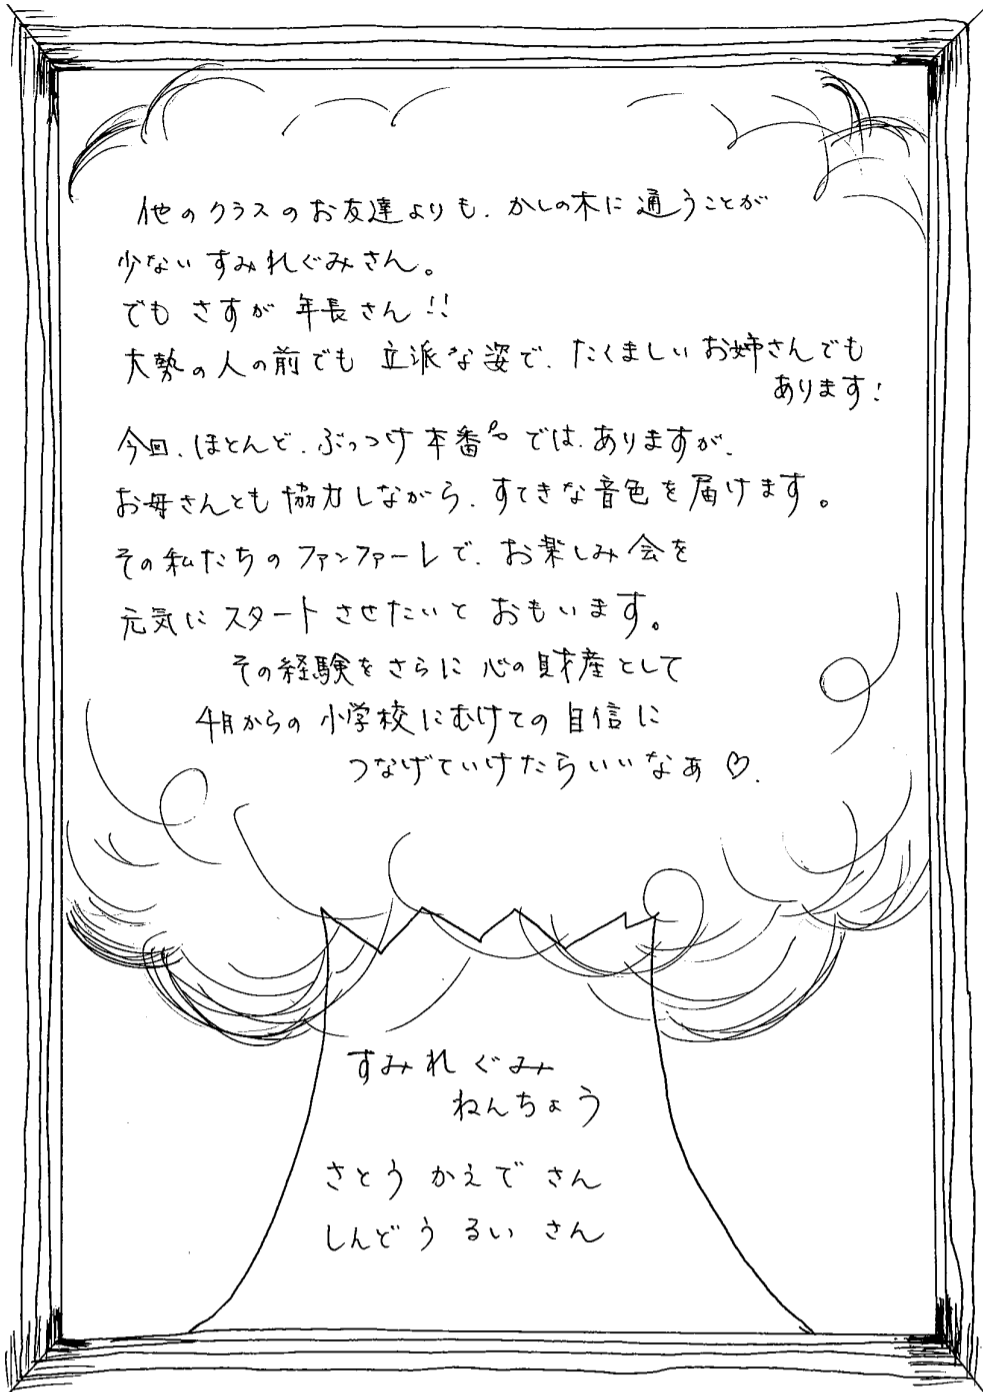 他のクラスのお友達よりも、かしの木に通うことが
少ないすみれぐみさん。
でも さすが 年長さん!!
大勢の人の前でも 立派な姿で、たくましいお姉さんでも
あります!
今回、ほとんど、ぶっつけ本番 では、ありますが、
お母さんとも協力しながら、すてきな音色を届けます。
その私たちのファンファーレで、お楽しみ会を
元気にスタートさせたいと おもいます。
その経験をさらに心の財産として
4月からの小学校にむけての自信に
つなげていけたらいいなぁ♡.
すみれぐみ
ねんちょう
さとう かえで さん
しんどう るい さん